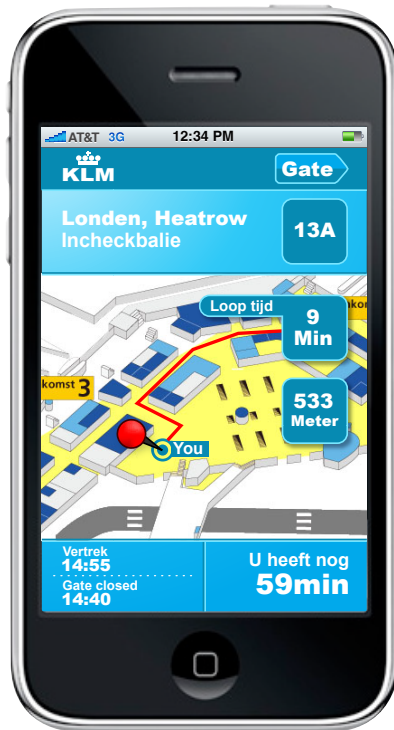 AT&T 3G 12:34 PM
KLM
Gate
Londen, Heatrow
Incheckbalie
13A
Loop tijd
9
Min
komst 3
533
Meter
You
Vertrek
14:55
Gate closed
14:40
U heeft nog
59min